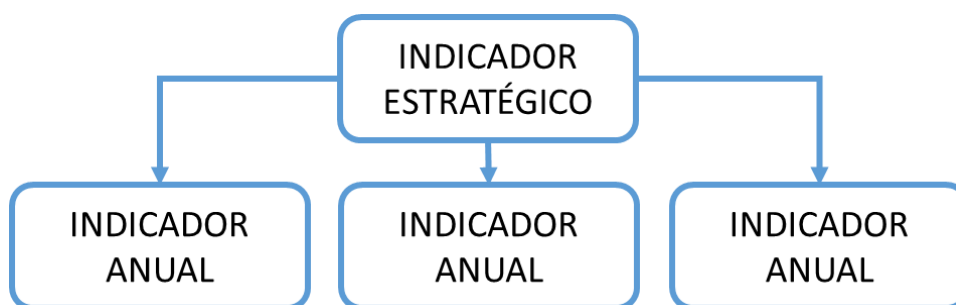 INDICADOR
ESTRATÉGICO
INDICADOR
ANUAL
INDICADOR
ANUAL
INDICADOR
ANUAL